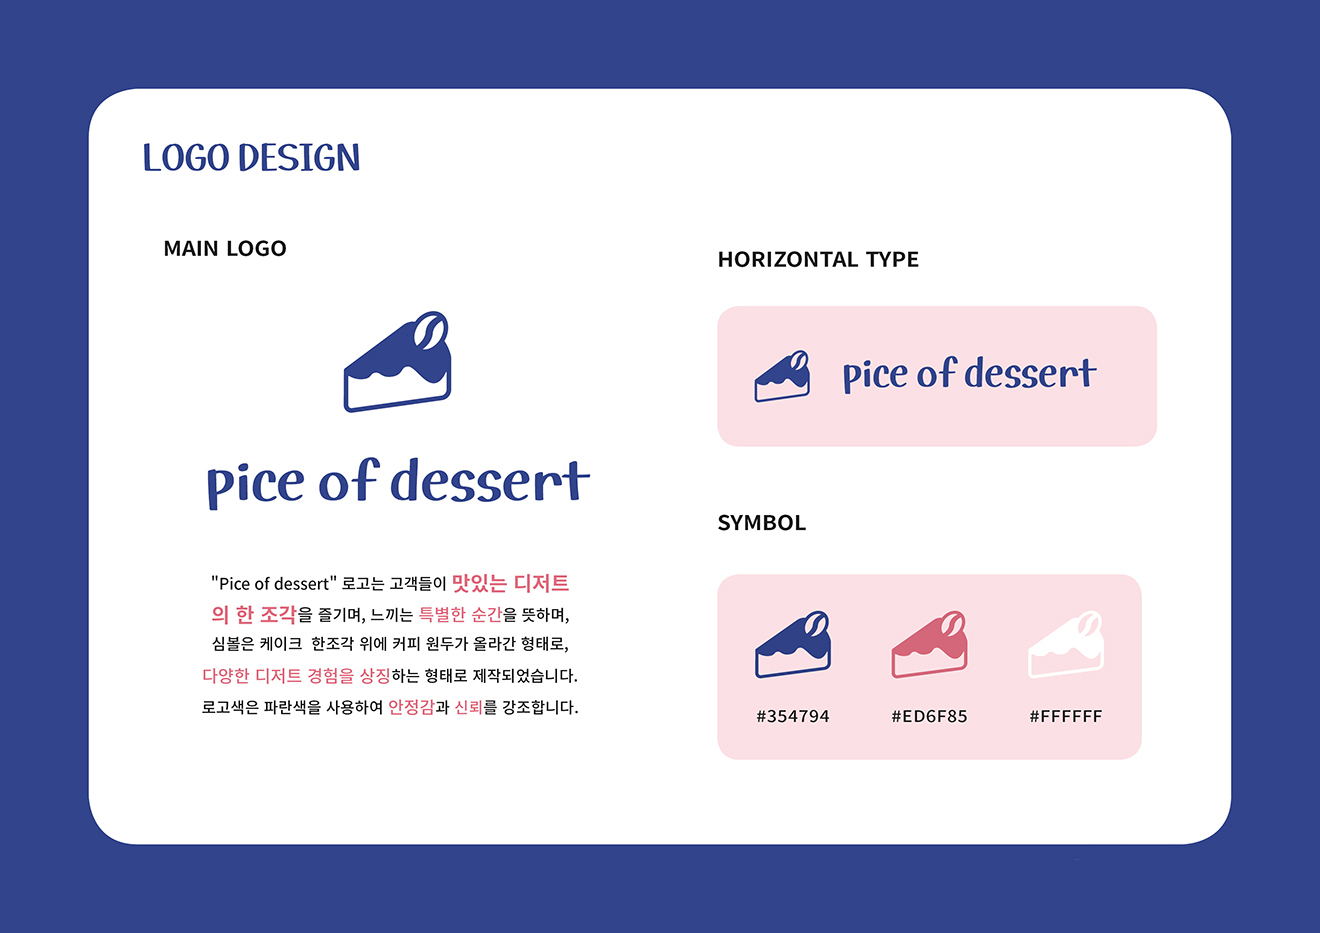 LOGO DESIGN
MAIN LOGO
pice of dessert
"Pice of dessert" 로고는 고객들이 맛있는 디저트
의 한 조각을 즐기며, 느끼는 특별한 순간을 뜻하며,
심볼은 케이크 한조각 위에 커피 원두가 올라간 형태로,
다양한 디저트 경험을 상징하는 형태로 제작되었습니다.
로고색은 파란색을 사용하여 안정감과 신뢰를 강조합니다.
HORIZONTAL TYPE
pice of dessert
SYMBOL
#354794 #ED6F85 #FFFFFF